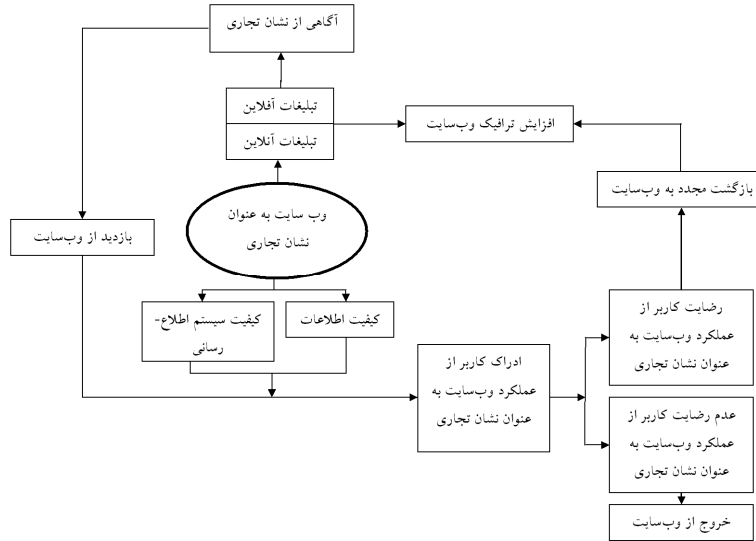 آگاهی از نشان تجاری
تبلیغات آفلاین
تبلیغات آنلاین
افزایش ترافیک وب‌سایت
بازگشت مجدد به وب‌سایت
وب سایت به عنوان
نشان تجاری
بازدید از وب‌سایت
کیفیت اطلاعات
کیفیت سیستم اطلاع-
رسانی
رضایت کاربر از
عملکرد وب‌سایت به
عنوان نشان تجاری
ادراک کاربر از
عملکرد وب‌سایت به
عنوان نشان تجاری
عدم رضایت کاربر از
عملکرد وب‌سایت به
عنوان نشان تجاری
خروج از وب‌سایت